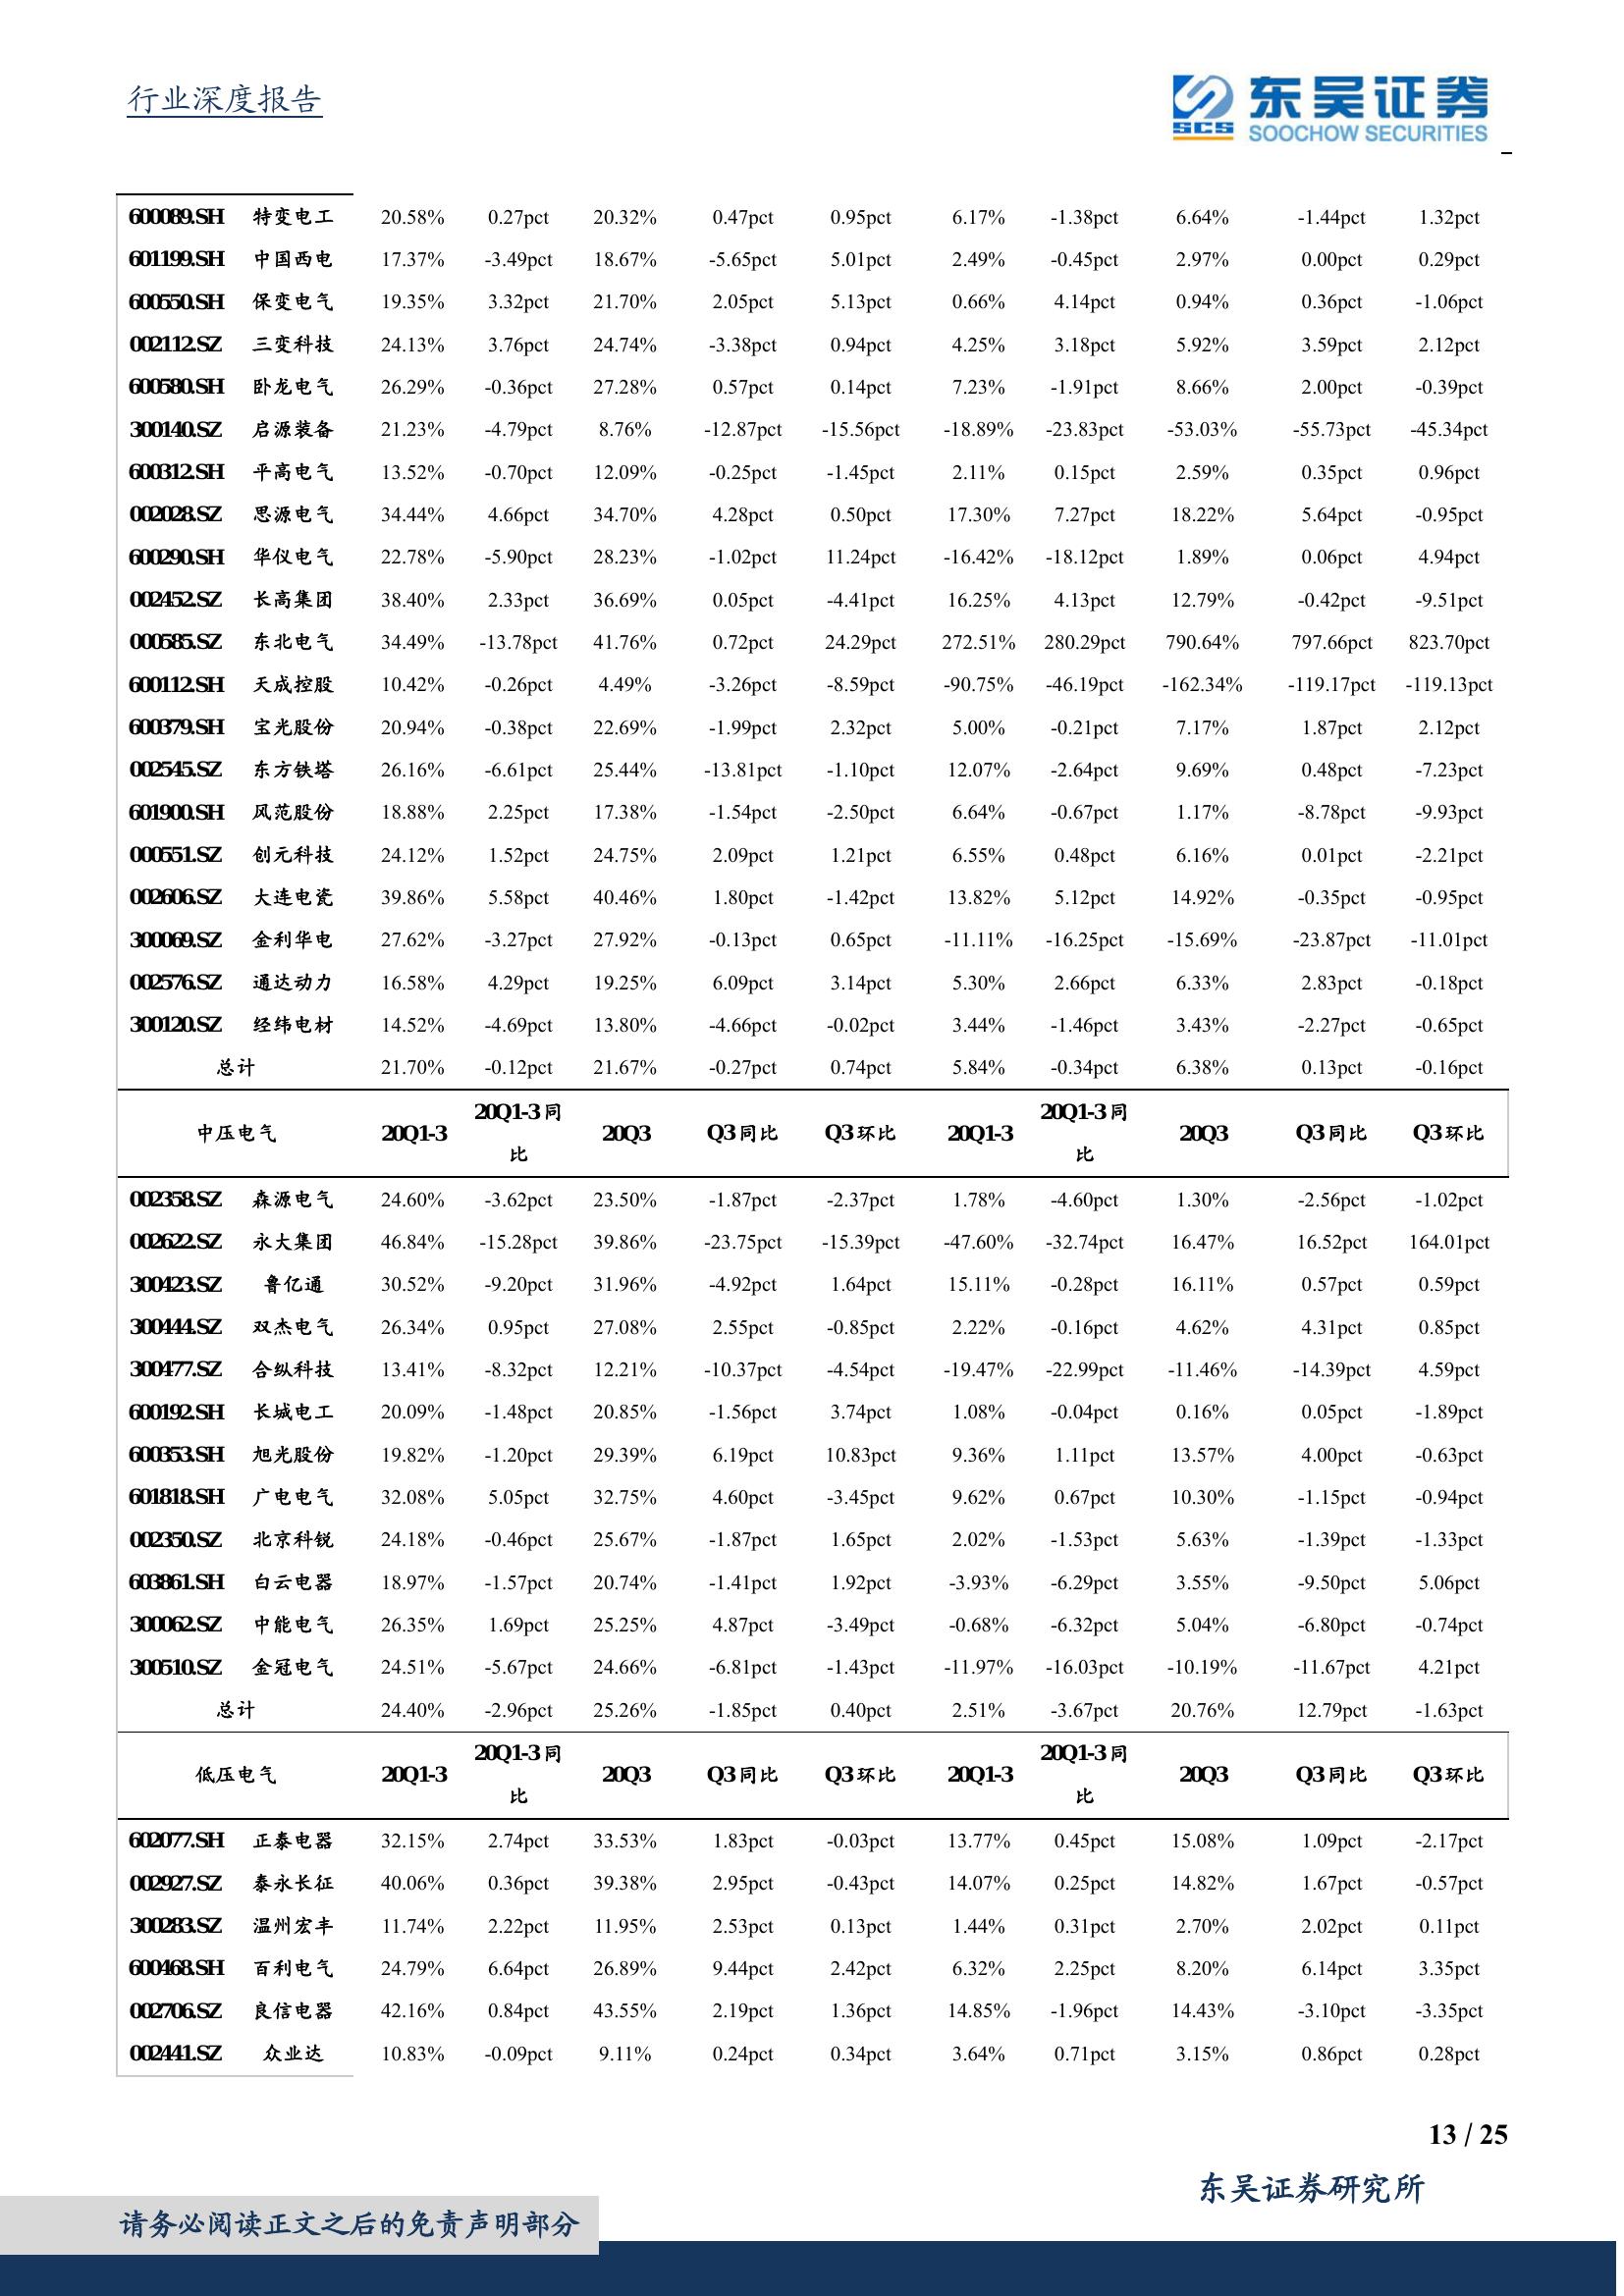 行业深度报告
SCS 东吴证券
SOOCHOW SECURITIES
600089.SH 特变电工 20.58% 0.27pct 20.32% 0.47pct 0.95pct 6.17% -1.38pct 6.64% -1.44pct 1.32pct
601199.SH 中国西电 17.37% -3.49pct 18.67% -5.65pct 5.01pct 2.49% -0.45pct 2.97% 0.00pct 0.29pct
600550.SH 保变电气 19.35% 3.32pct 21.70% 2.05pct 5.13pct 0.66% 4.14pct 0.94% 0.36pct -1.06pct
002112.SZ 三变科技 24.13% 3.76pct 24.74% -3.38pct 0.94pct 4.25% 3.18pct 5.92% 3.59pct 2.12pct
600580.SH 卧龙电气 26.29% -0.36pct 27.28% 0.57pct 0.14pct 7.23% -1.91pct 8.66% 2.00pct -0.39pct
300140.SZ 启源装备 21.23% -4.79pct 8.76% -12.87pct -15.56pct -18.89% -23.83pct -53.03% -55.73pct -45.34pct
600312.SH 平高电气 13.52% -0.70pct 12.09% -0.25pct -1.45pct 2.11% 0.15pct 2.59% 0.35pct 0.96pct
002028.SZ 思源电气 34.44% 4.66pct 34.70% 4.28pct 0.50pct 17.30% 7.27pct 18.22% 5.64pct -0.95pct
600290.SH 华仪电气 22.78% -5.90pct 28.23% -1.02pct 11.24pct -16.42% -18.12pct 1.89% 0.06pct 4.94pct
002452.SZ 长高集团 38.40% 2.33pct 36.69% 0.05pct -4.41pct 16.25% 4.13pct 12.79% -0.42pct -9.51pct
000585.SZ 东北电气 34.49% -13.78pct 41.76% 0.72pct 24.29pct 272.51% 280.29pct 790.64% 797.66pct 823.70pct
600112.SH 天成控股 10.42% -0.26pct 4.49% -3.26pct -8.59pct -90.75% -46.19pct -162.34% -119.17pct -119.13pct
600379.SH 宝光股份 20.94% -0.38pct 22.69% -1.99pct 2.32pct 5.00% -0.21pct 7.17% 1.87pct 2.12pct
002545.SZ 东方铁塔 26.16% -6.61pct 25.44% -13.81pct -1.10pct 12.07% -2.64pct 9.69% 0.48pct -7.23pct
601900.SH 风范股份 18.88% 2.25pct 17.38% -1.54pct -2.50pct 6.64% -0.67pct 1.17% -8.78pct -9.93pct
000551.SZ 创元科技 24.12% 1.52pct 24.75% 2.09pct 1.21pct 6.55% 0.48pct 6.16% 0.01pct -2.21pct
002606.SZ 大连电瓷 39.86% 5.58pct 40.46% 1.80pct -1.42pct 13.82% 5.12pct 14.92% -0.35pct -0.95pct
300069.SZ 金利华电 27.62% -3.27pct 27.92% -0.13pct 0.65pct -11.11% -16.25pct -15.69% -23.87pct -11.01pct
002576.SZ 通达动力 16.58% 4.29pct 19.25% 6.09pct 3.14pct 5.30% 2.66pct 6.33% 2.83pct -0.18pct
300120.SZ 经纬电材 14.52% -4.69pct 13.80% -4.66pct -0.02pct 3.44% -1.46pct 3.43% -2.27pct -0.65pct
总计 21.70% -0.12pct 21.67% -0.27pct 0.74pct 5.84% -0.34pct 6.38% 0.13pct -0.16pct
中压电气 20Q1-3 20Q1-3同比 20Q3 Q3同比 Q3环比 20Q1-3 20Q1-3同比 20Q3 Q3同比 Q3环比
002358.SZ 森源电气 24.60% -3.62pct 23.50% -1.87pct -2.37pct 1.78% -4.60pct 1.30% -2.56pct -1.02pct
002622.SZ 永大集团 46.84% -15.28pct 39.86% -23.75pct -15.39pct -47.60% -32.74pct 16.47% 16.52pct 164.01pct
300423.SZ 鲁亿通 30.52% -9.20pct 31.96% -4.92pct 1.64pct 15.11% -0.28pct 16.11% 0.57pct 0.59pct
300444.SZ 双杰电气 26.34% 0.95pct 27.08% 2.55pct -0.85pct 2.22% -0.16pct 4.62% 4.31pct 0.85pct
300477.SZ 合纵科技 13.41% -8.32pct 12.21% -10.37pct -4.54pct -19.47% -22.99pct -11.46% -14.39pct 4.59pct
600192.SH 长城电工 20.09% -1.48pct 20.85% -1.56pct 3.74pct 1.08% -0.04pct 0.16% 0.05pct -1.89pct
600353.SH 旭光股份 19.82% -1.20pct 29.39% 6.19pct 10.83pct 9.36% 1.11pct 13.57% 4.00pct -0.63pct
601818.SH 广电电气 32.08% 5.05pct 32.75% 4.60pct -3.45pct 9.62% 0.67pct 10.30% -1.15pct -0.94pct
002350.SZ 北京科锐 24.18% -0.46pct 25.67% -1.87pct 1.65pct 2.02% -1.53pct 5.63% -1.39pct -1.33pct
603861.SH 白云电器 18.97% -1.57pct 20.74% -1.41pct 1.92pct -3.93% -6.29pct 3.55% -9.50pct 5.06pct
300062.SZ 中能电气 26.35% 1.69pct 25.25% 4.87pct -3.49pct -0.68% -6.32pct 5.04% -6.80pct -0.74pct
300510.SZ 金冠电气 24.51% -5.67pct 24.66% -6.81pct -1.43pct -11.97% -16.03pct -10.19% -11.67pct 4.21pct
总计 24.40% -2.96pct 25.26% -1.85pct 0.40pct 2.51% -3.67pct 20.76% 12.79pct -1.63pct
低压电气 20Q1-3 20Q1-3同比 20Q3 Q3同比 Q3环比 20Q1-3 20Q1-3同比 20Q3 Q3同比 Q3环比
602077.SH 正泰电器 32.15% 2.74pct 33.53% 1.83pct -0.03pct 13.77% 0.45pct 15.08% 1.09pct -2.17pct
002927.SZ 泰永长征 40.06% 0.36pct 39.38% 2.95pct -0.43pct 14.07% 0.25pct 14.82% 1.67pct -0.57pct
300283.SZ 温州宏丰 11.74% 2.22pct 11.95% 2.53pct 0.13pct 1.44% 0.31pct 2.70% 2.02pct 0.11pct
600468.SH 百利电气 24.79% 6.64pct 26.89% 9.44pct 2.42pct 6.32% 2.25pct 8.20% 6.14pct 3.35pct
002706.SZ 良信电器 42.16% 0.84pct 43.55% 2.19pct 1.36pct 14.85% -1.96pct 14.43% -3.10pct -3.35pct
002441.SZ 众业达 10.83% -0.09pct 9.11% 0.24pct 0.34pct 3.64% 0.71pct 3.15% 0.86pct 0.28pct
13 / 25
东吴证券研究所
请务必阅读正文之后的免责声明部分